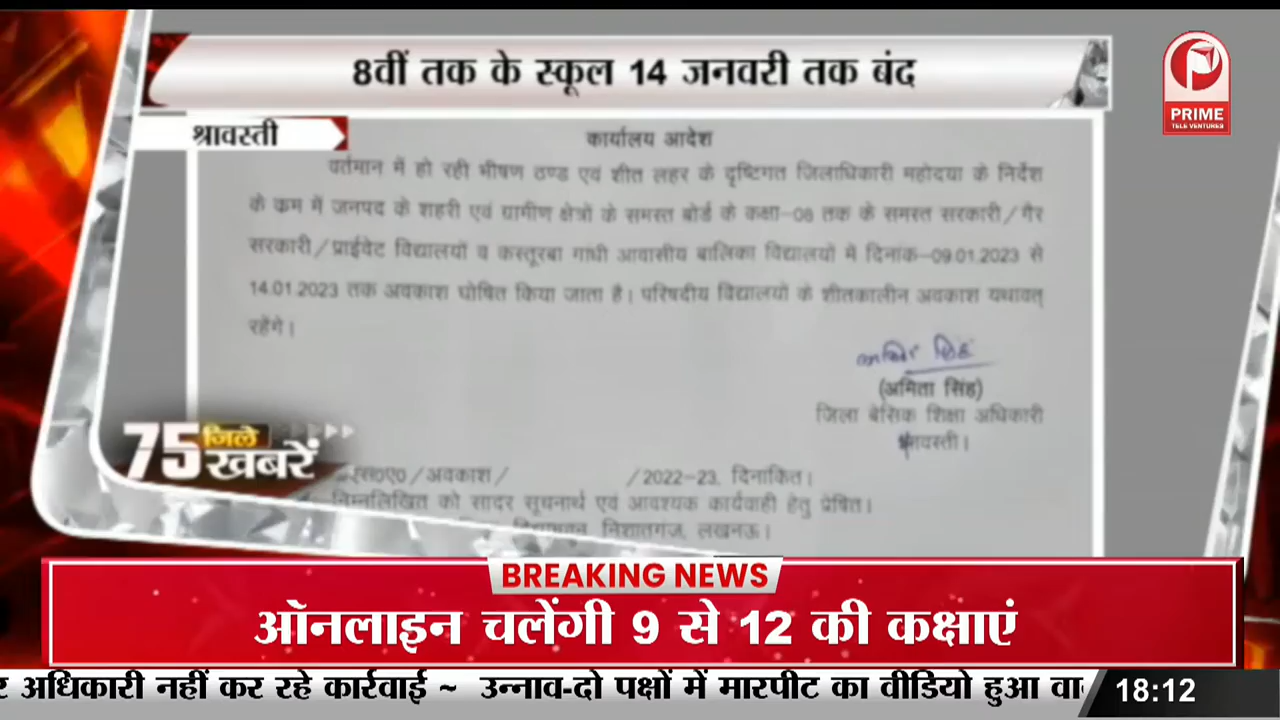 8वीं तक के स्कूल 14 जनवरी तक बंद
PRIME
TELE VENTURES
श्रावस्ती
कार्यालय आदेश
वर्तमान में हो रही भीषण ठण्ड एवं शीत लहर के दृष्टिगत जिलाधिकारी महोदया के निर्देश
के क्रम में जनपद के शहरी एवं ग्रामीण क्षेत्रों के समस्त बोर्ड के कक्षा-08 तक के समस्त सरकारी/गैर
सरकारी/प्राईवेट विद्यालयों व कस्तूरबा गांधी आवासीय बालिका विद्यालयों में दिनांक-09.01.2023 से
14.01.2023 तक अवकाश घोषित किया जाता है। परिषदीय विद्यालयों के शीतकालीन अवकाश यथावत्
रहेंगे।
(अमिता सिंह)
जिला बेसिक शिक्षा अधिकारी
श्रावस्ती।
75 जिले
खबरें
/अवकाश/ /2022-23, दिनांकित।
निम्नलिखित को सादर सूचनार्थ एवं आवश्यक कार्यवाही हेतु प्रेषित।
निशातगंज, लखनऊ।
BREAKING NEWS
ऑनलाइन चलेंगी 9 से 12 की कक्षाएं
अधिकारी नहीं कर रहे कार्रवाई ~ उन्नाव-दो पक्षों में मारपीट का वीडियो हुआ
18:12